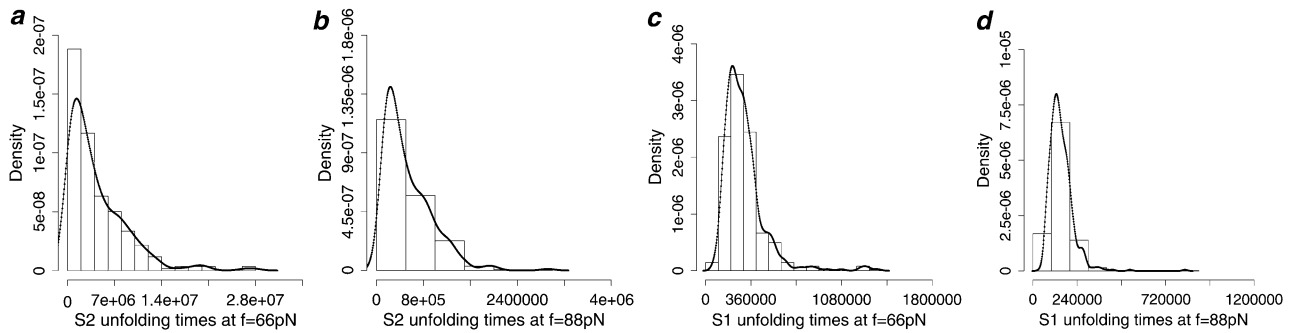 a
b
c
d
2e-07
1.5e-07
1e-07
5e-08
0
Density
0 7e+06 1.4e+07 2.8e+07
S2 unfolding times at f=66pN
1.8e-06
1.35e-06
9e-07
4.5e-07
0
Density
0 8e+05 2400000 4e+06
S2 unfolding times at f=88pN
4e-06
3e-06
2e-06
1e-06
0
Density
0 360000 1080000 1800000
S1 unfolding times at f=66pN
1e-05
7.5e-06
5e-06
2.5e-06
0
Density
0 240000 720000 1200000
S1 unfolding times at f=88pN